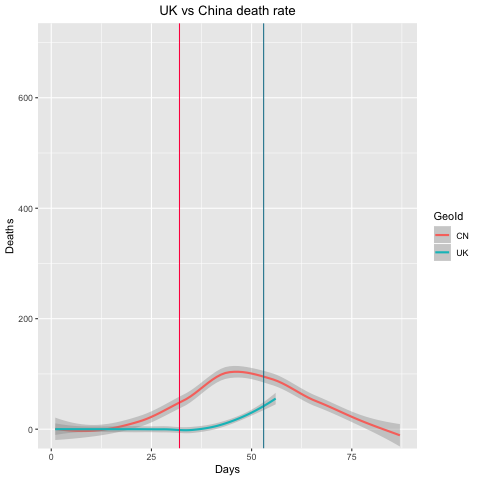 UK vs China death rate
Deaths
600
400
200
0
0
25
50
75
Days
GeoId
CN
UK